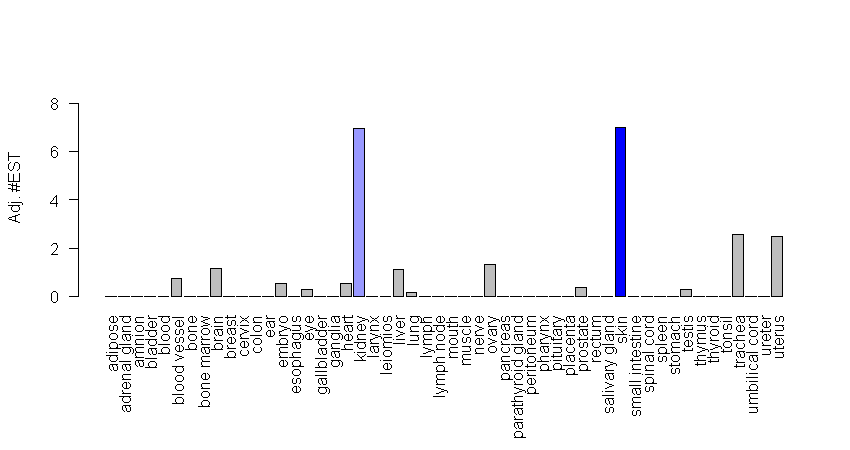 8
6
4
2
0
Adj. #EST
adipose
adrenal gland
amnion
bladder
blood
blood vessel
bone
bone marrow
brain
breast
cervix
colon
ear
embryo
esophagus
eye
gallbladder
ganglia
heart
kidney
larynx
leiomios
liver
lung
lymph
lymph node
mouth
muscle
nerve
ovary
pancreas
parathyroid gland
peritoneum
pharynx
pituitary
placenta
prostate
rectum
salivary gland
skin
small intestine
spinal cord
spleen
stomach
testis
thymus
thyroid
tonsil
trachea
umbilical cord
ureter
uterus